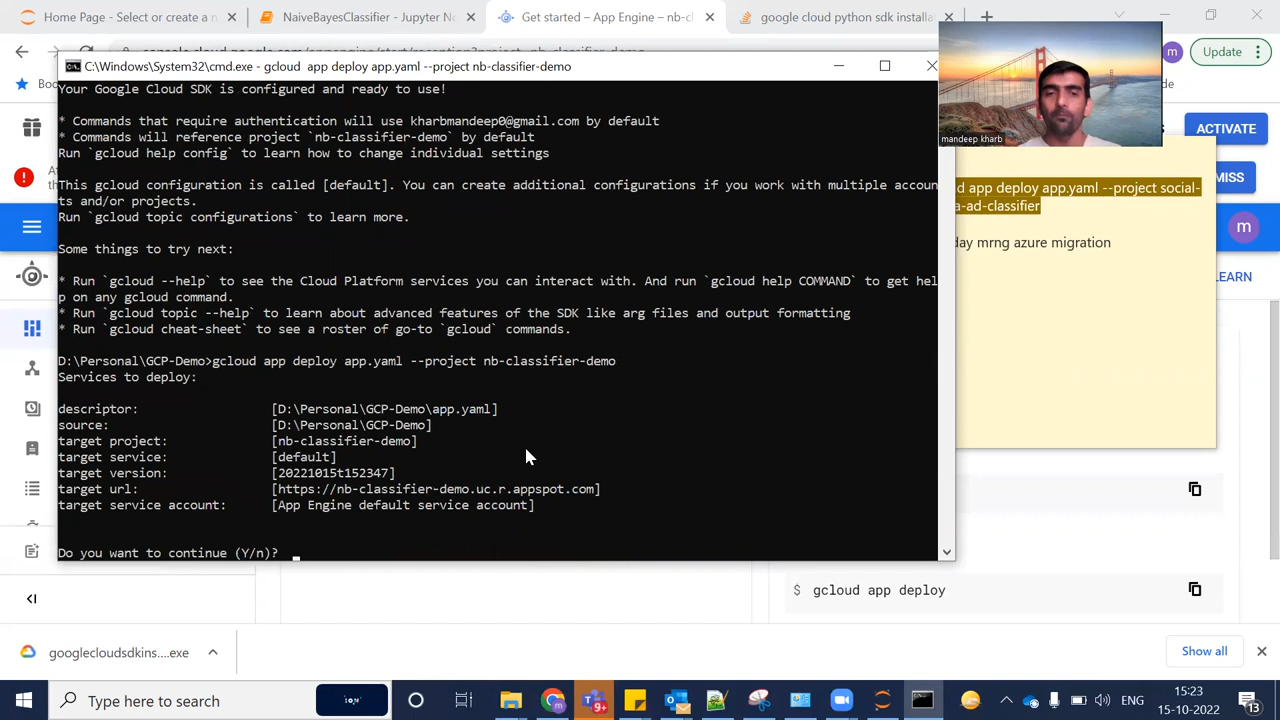 Home Page - Select or create a n
NaiveBayesClassifier - Jupyter No
Get started – App Engine – nb-cl
google cloud python sdk installa
Update
C:\Windows\System32\cmd.exe - gcloud  app deploy app.yaml --project nb-classifier-demo
Your Google Cloud SDK is configured and ready to use!
* Commands that require authentication will use kharbmandeep0@gmail.com by default
* Commands will reference project `nb-classifier-demo` by default
Run `gcloud help config` to learn how to change individual settings
This gcloud configuration is called [default]. You can create additional configurations if you work with multiple accoun
ts and/or projects.
Run `gcloud topic configurations` to learn more.
Some things to try next:
* Run `gcloud --help` to see the Cloud Platform services you can interact with. And run `gcloud help COMMAND` to get hel
p on any gcloud command.
* Run `gcloud topic --help` to learn about advanced features of the SDK like arg files and output formatting
* Run `gcloud cheat-sheet` to see a roster of go-to `gcloud` commands.
D:\Personal\GCP-Demo>gcloud app deploy app.yaml --project nb-classifier-demo
Services to deploy:
descriptor: [D:\Personal\GCP-Demo\app.yaml]
source: [D:\Personal\GCP-Demo]
target project: [nb-classifier-demo]
target service: [default]
target version: [20221015t152347]
target url: [https://nb-classifier-demo.uc.r.appspot.com]
target service account: [App Engine default service account]
Do you want to continue (Y/n)?
mandeep kharb
ACTIVATE
MISS
d app deploy app.yaml --project social-
a-ad-classifier
day mrng azure migration
m
LEARN
$ gcloud app deploy
googlecloudsdkins....exe
Show all
Type here to search
9+
ENG
15:23
15-10-2022
13